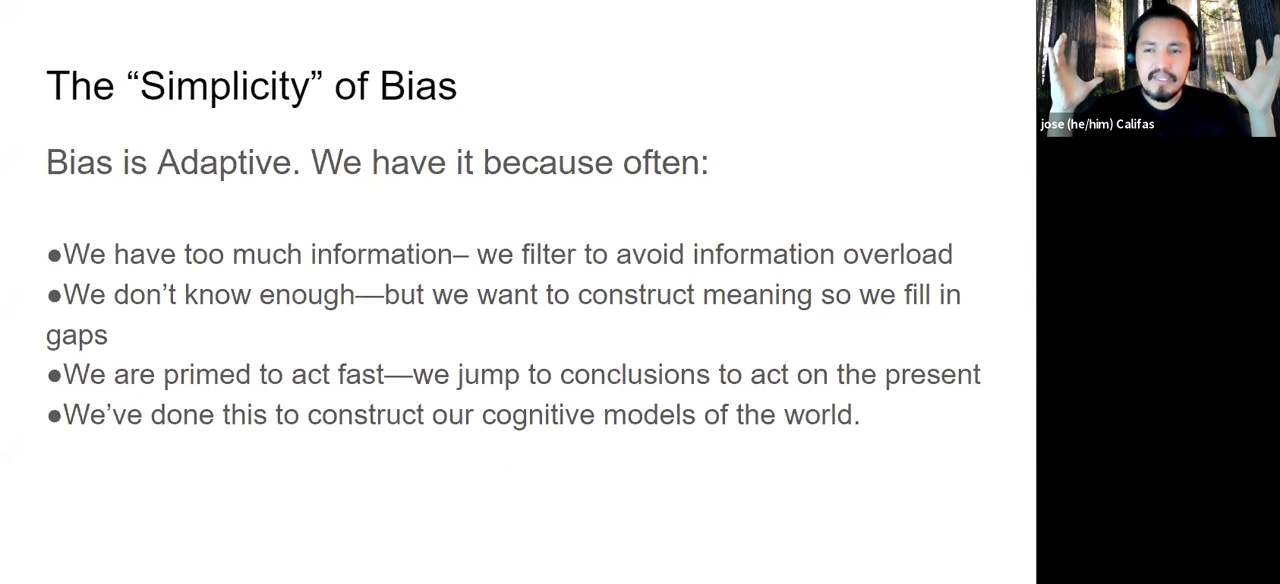 The “Simplicity” of Bias
Bias is Adaptive. We have it because often:
●We have too much information– we filter to avoid information overload
●We don’t know enough—but we want to construct meaning so we fill in
gaps
●We are primed to act fast—we jump to conclusions to act on the present
●We’ve done this to construct our cognitive models of the world.
jose (he/him) Califas